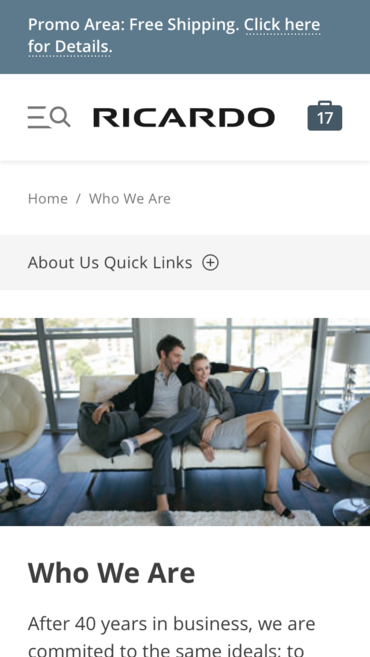 Promo Area: Free Shipping. Click here
for Details.
RICARDO
17
Home / Who We Are
About Us Quick Links
Who We Are
After 40 years in business, we are
commited to the same ideals: to